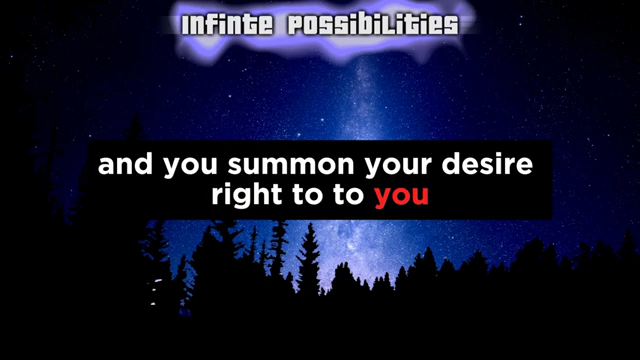 Infinte Possibilities
and you summon your desire
right to to you